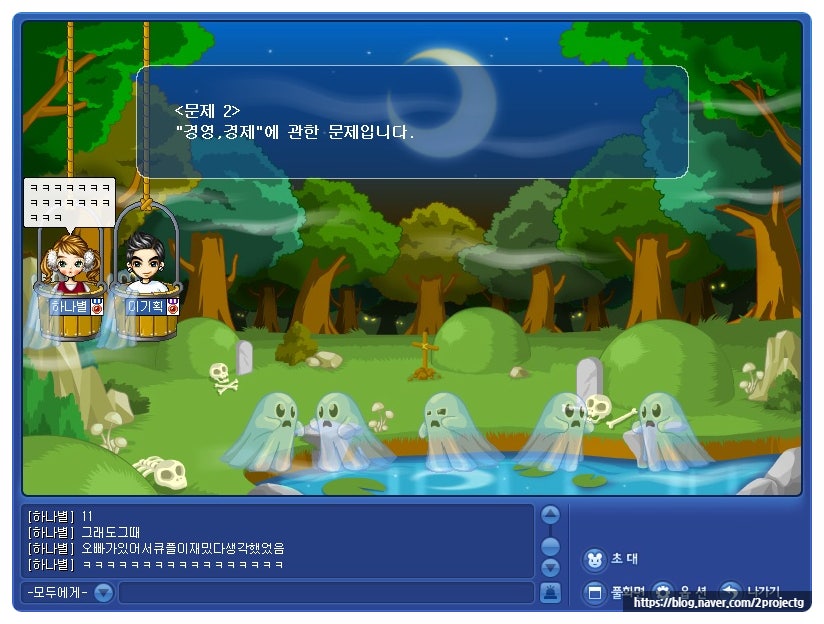 <문제 2>
"경영,경제"에 관한 문제입니다.
ㅋㅋㅋㅋㅋㅋㅋ
ㅋㅋㅋㅋㅋㅋㅋ
ㅋㅋㅋ
하나별
이기획
[하나별] 11
[하나별] 그래도그때
[하나별] 오빠가있어서큐플이재밌다생각했었음
[하나별] ㅋㅋㅋㅋㅋㅋㅋㅋㅋㅋㅋㅋㅋㅋㅋㅋㅋ
-모두에게-
초 대
풀화면 옵 션 나가기
https://blog.naver.com/2projectg